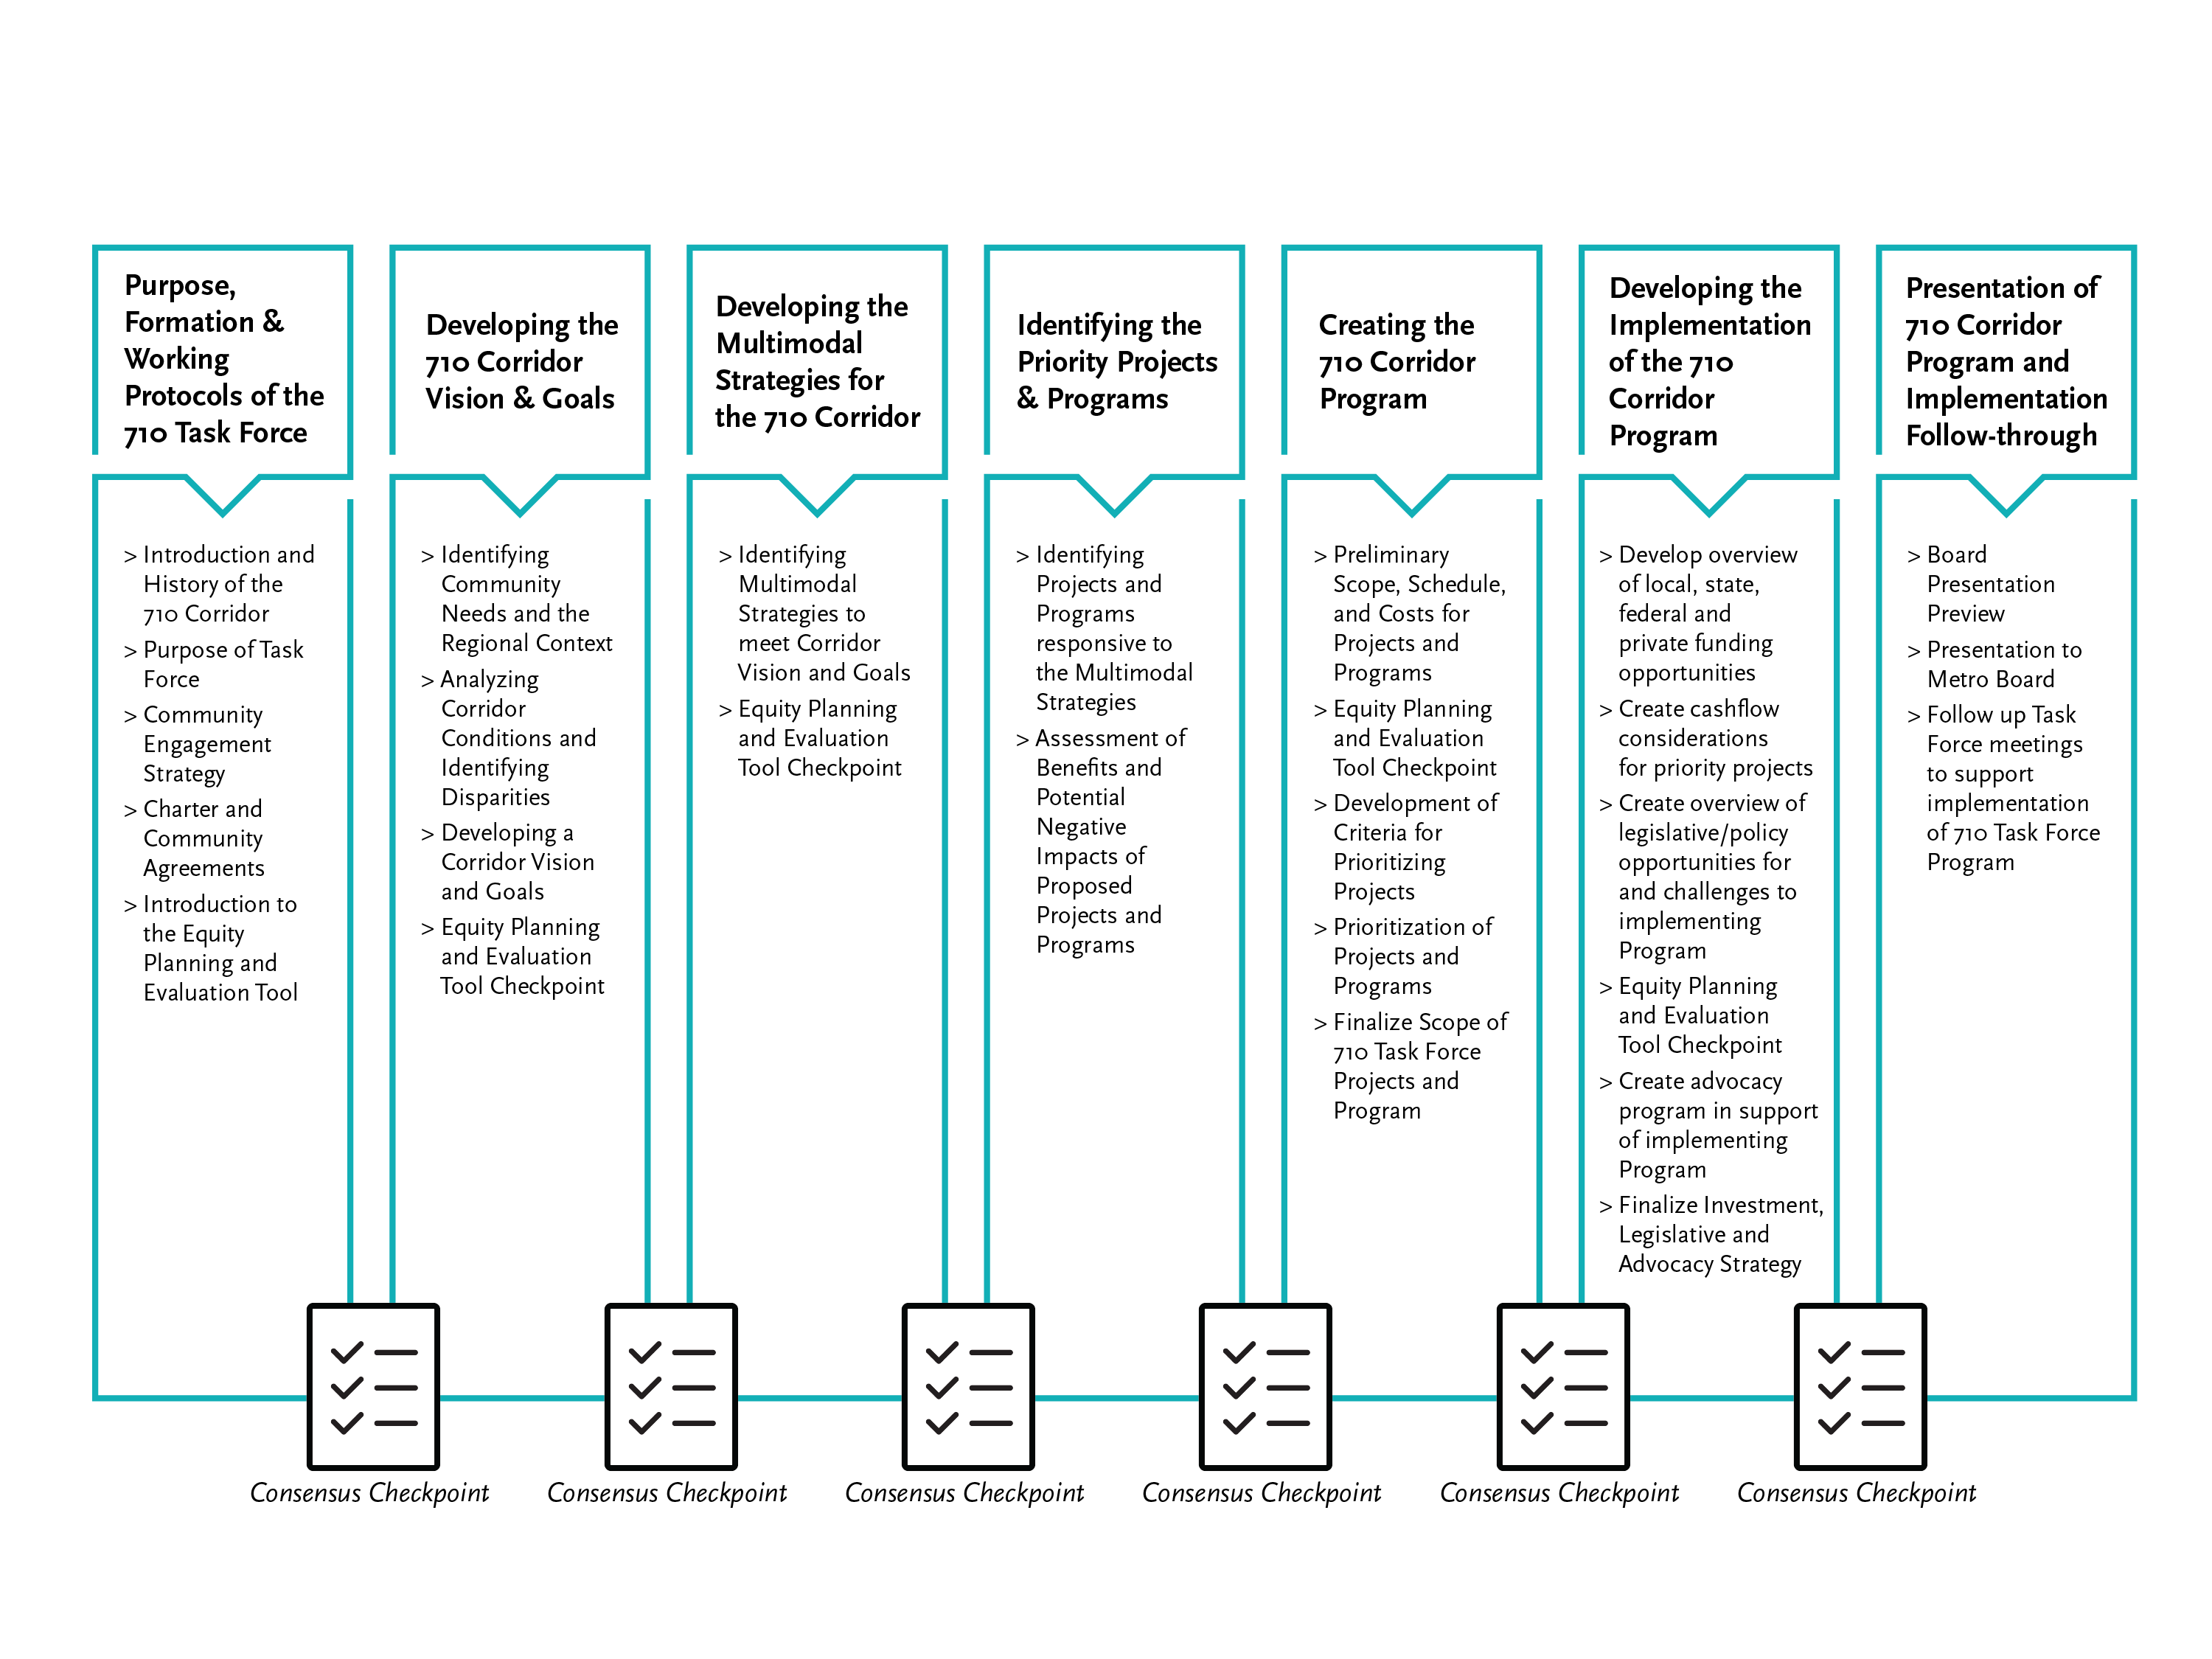 Purpose,
Formation &
Working
Protocols of the
710 Task Force
> Introduction and
History of the
710 Corridor
> Purpose of Task
Force
> Community
Engagement
Strategy
> Charter and
Community
Agreements
> Introduction to
the Equity
Planning and
Evaluation Tool
Developing the
710 Corridor
Vision & Goals
> Identifying
Community
Needs and the
Regional Context
> Analyzing
Corridor
Conditions and
Identifying
Disparities
> Developing a
Corridor Vision
and Goals
> Equity Planning
and Evaluation
Tool Checkpoint
Developing the
Multimodal
Strategies for
the 710 Corridor
> Identifying
Multimodal
Strategies to
meet Corridor
Vision and Goals
> Equity Planning
and Evaluation
Tool Checkpoint
Identifying the
Priority Projects
& Programs
> Identifying
Projects and
Programs
responsive to
the Multimodal
Strategies
> Assessment of
Benefits and
Potential
Negative
Impacts of
Proposed
Projects and
Programs
Creating the
710 Corridor
Program
> Preliminary
Scope, Schedule,
and Costs for
Projects and
Programs
> Equity Planning
and Evaluation
Tool Checkpoint
> Development of
Criteria for
Prioritizing
Projects
> Prioritization of
Projects and
Programs
> Finalize Scope of
710 Task Force
Projects and
Program
Developing the
Implementation
of the 710
Corridor
Program
> Develop overview
of local, state,
federal and
private funding
opportunities
> Create cashflow
considerations
for priority projects
> Create overview of
legislative/policy
opportunities for
and challenges to
implementing
Program
> Equity Planning
and Evaluation
Tool Checkpoint
> Create advocacy
program in support
of implementing
Program
> Finalize Investment,
Legislative and
Advocacy Strategy
Presentation of
710 Corridor
Program and
Implementation
Follow-through
> Board
Presentation
Preview
> Presentation to
Metro Board
> Follow up Task
Force meetings
to support
implementation
of 710 Task Force
Program
Consensus Checkpoint
Consensus Checkpoint
Consensus Checkpoint
Consensus Checkpoint
Consensus Checkpoint
Consensus Checkpoint